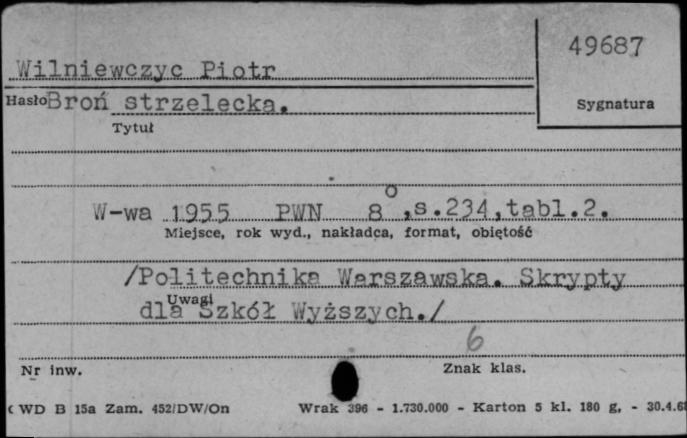 49687
Wilniewczyc Piotr
Hasło Broń strzelecka. Sygnatura
Tytuł
W-wa 1955 PWN 8°,s.234,tabl.2.
Miejsce, rok wyd., nakładca, format, objętość
/Politechnika Warszawska. Skrypty
Uwagi
dla Szkół Wyższych./
6
Nr inw. Znak klas.
WD B 15a Zam. 452/DW/On Wrak 396 - 1.730.000 - Karton 5 kl. 180 g, - 30.4.6